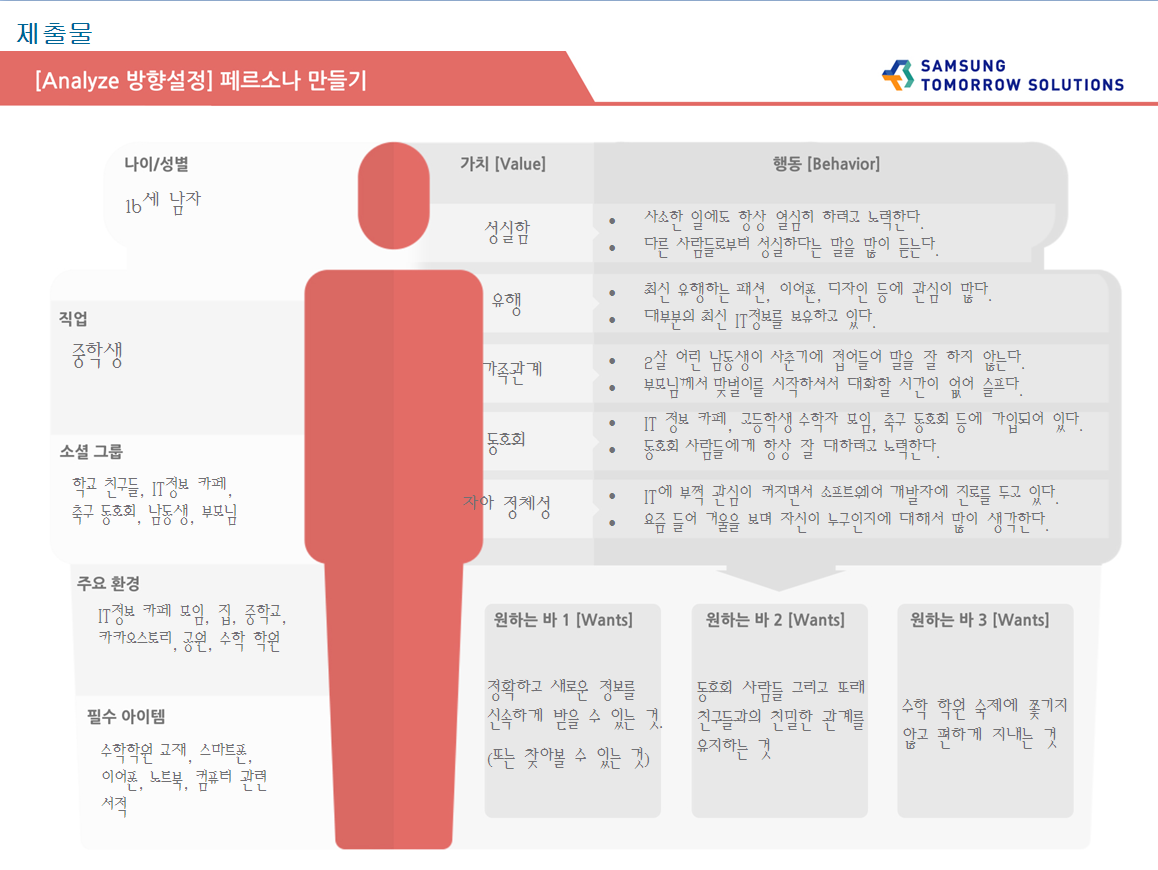 제출물
[Analyze 방향설정] 페르소나 만들기
SAMSUNG
TOMORROW SOLUTIONS
나이/성별
16세 남자
직업
중학생
소셜 그룹
학교 친구들, IT정보 카페,
축구 동호회, 남동생, 부모님
주요 환경
IT정보 카페 모임, 집, 중학교,
카카오스토리, 공원, 수학 학원
필수 아이템
수학학원 교재, 스마트폰,
이어폰, 노트북, 컴퓨터 관련
서적
가치 [Value]
행동 [Behavior]
성실함
• 사소한 일에도 항상 열심히 하려고 노력한다.
• 다른 사람들로부터 성실하다는 말을 많이 듣는다.
유행
• 최신 유행하는 패션, 이어폰, 디자인 등에 관심이 많다.
• 대부분의 최신 IT정보를 보유하고 있다.
가족관계
• 2살 어린 남동생이 사춘기에 접어들어 말을 잘 하지 않는다.
• 부모님께서 맞벌이를 시작하셔서 대화할 시간이 없어 슬프다.
동호회
• IT 정보 카페, 고등학생 수학자 모임, 축구 동호회 등에 가입되어 있다.
• 동호회 사람들에게 항상 잘 대하려고 노력한다.
자아 정체성
• IT에 부쩍 관심이 커지면서 소프트웨어 개발자에 진로를 두고 있다.
• 요즘 들어 거울을 보며 자신이 누구인지에 대해서 많이 생각한다.
원하는 바 1 [Wants]
정확하고 새로운 정보를
신속하게 받을 수 있는 것.
(또는 찾아볼 수 있는 것)
원하는 바 2 [Wants]
동호회 사람들 그리고 또래
친구들과의 친밀한 관계를
유지하는 것
원하는 바 3 [Wants]
수학 학원 숙제에 쫓기지
않고 편하게 지내는 것